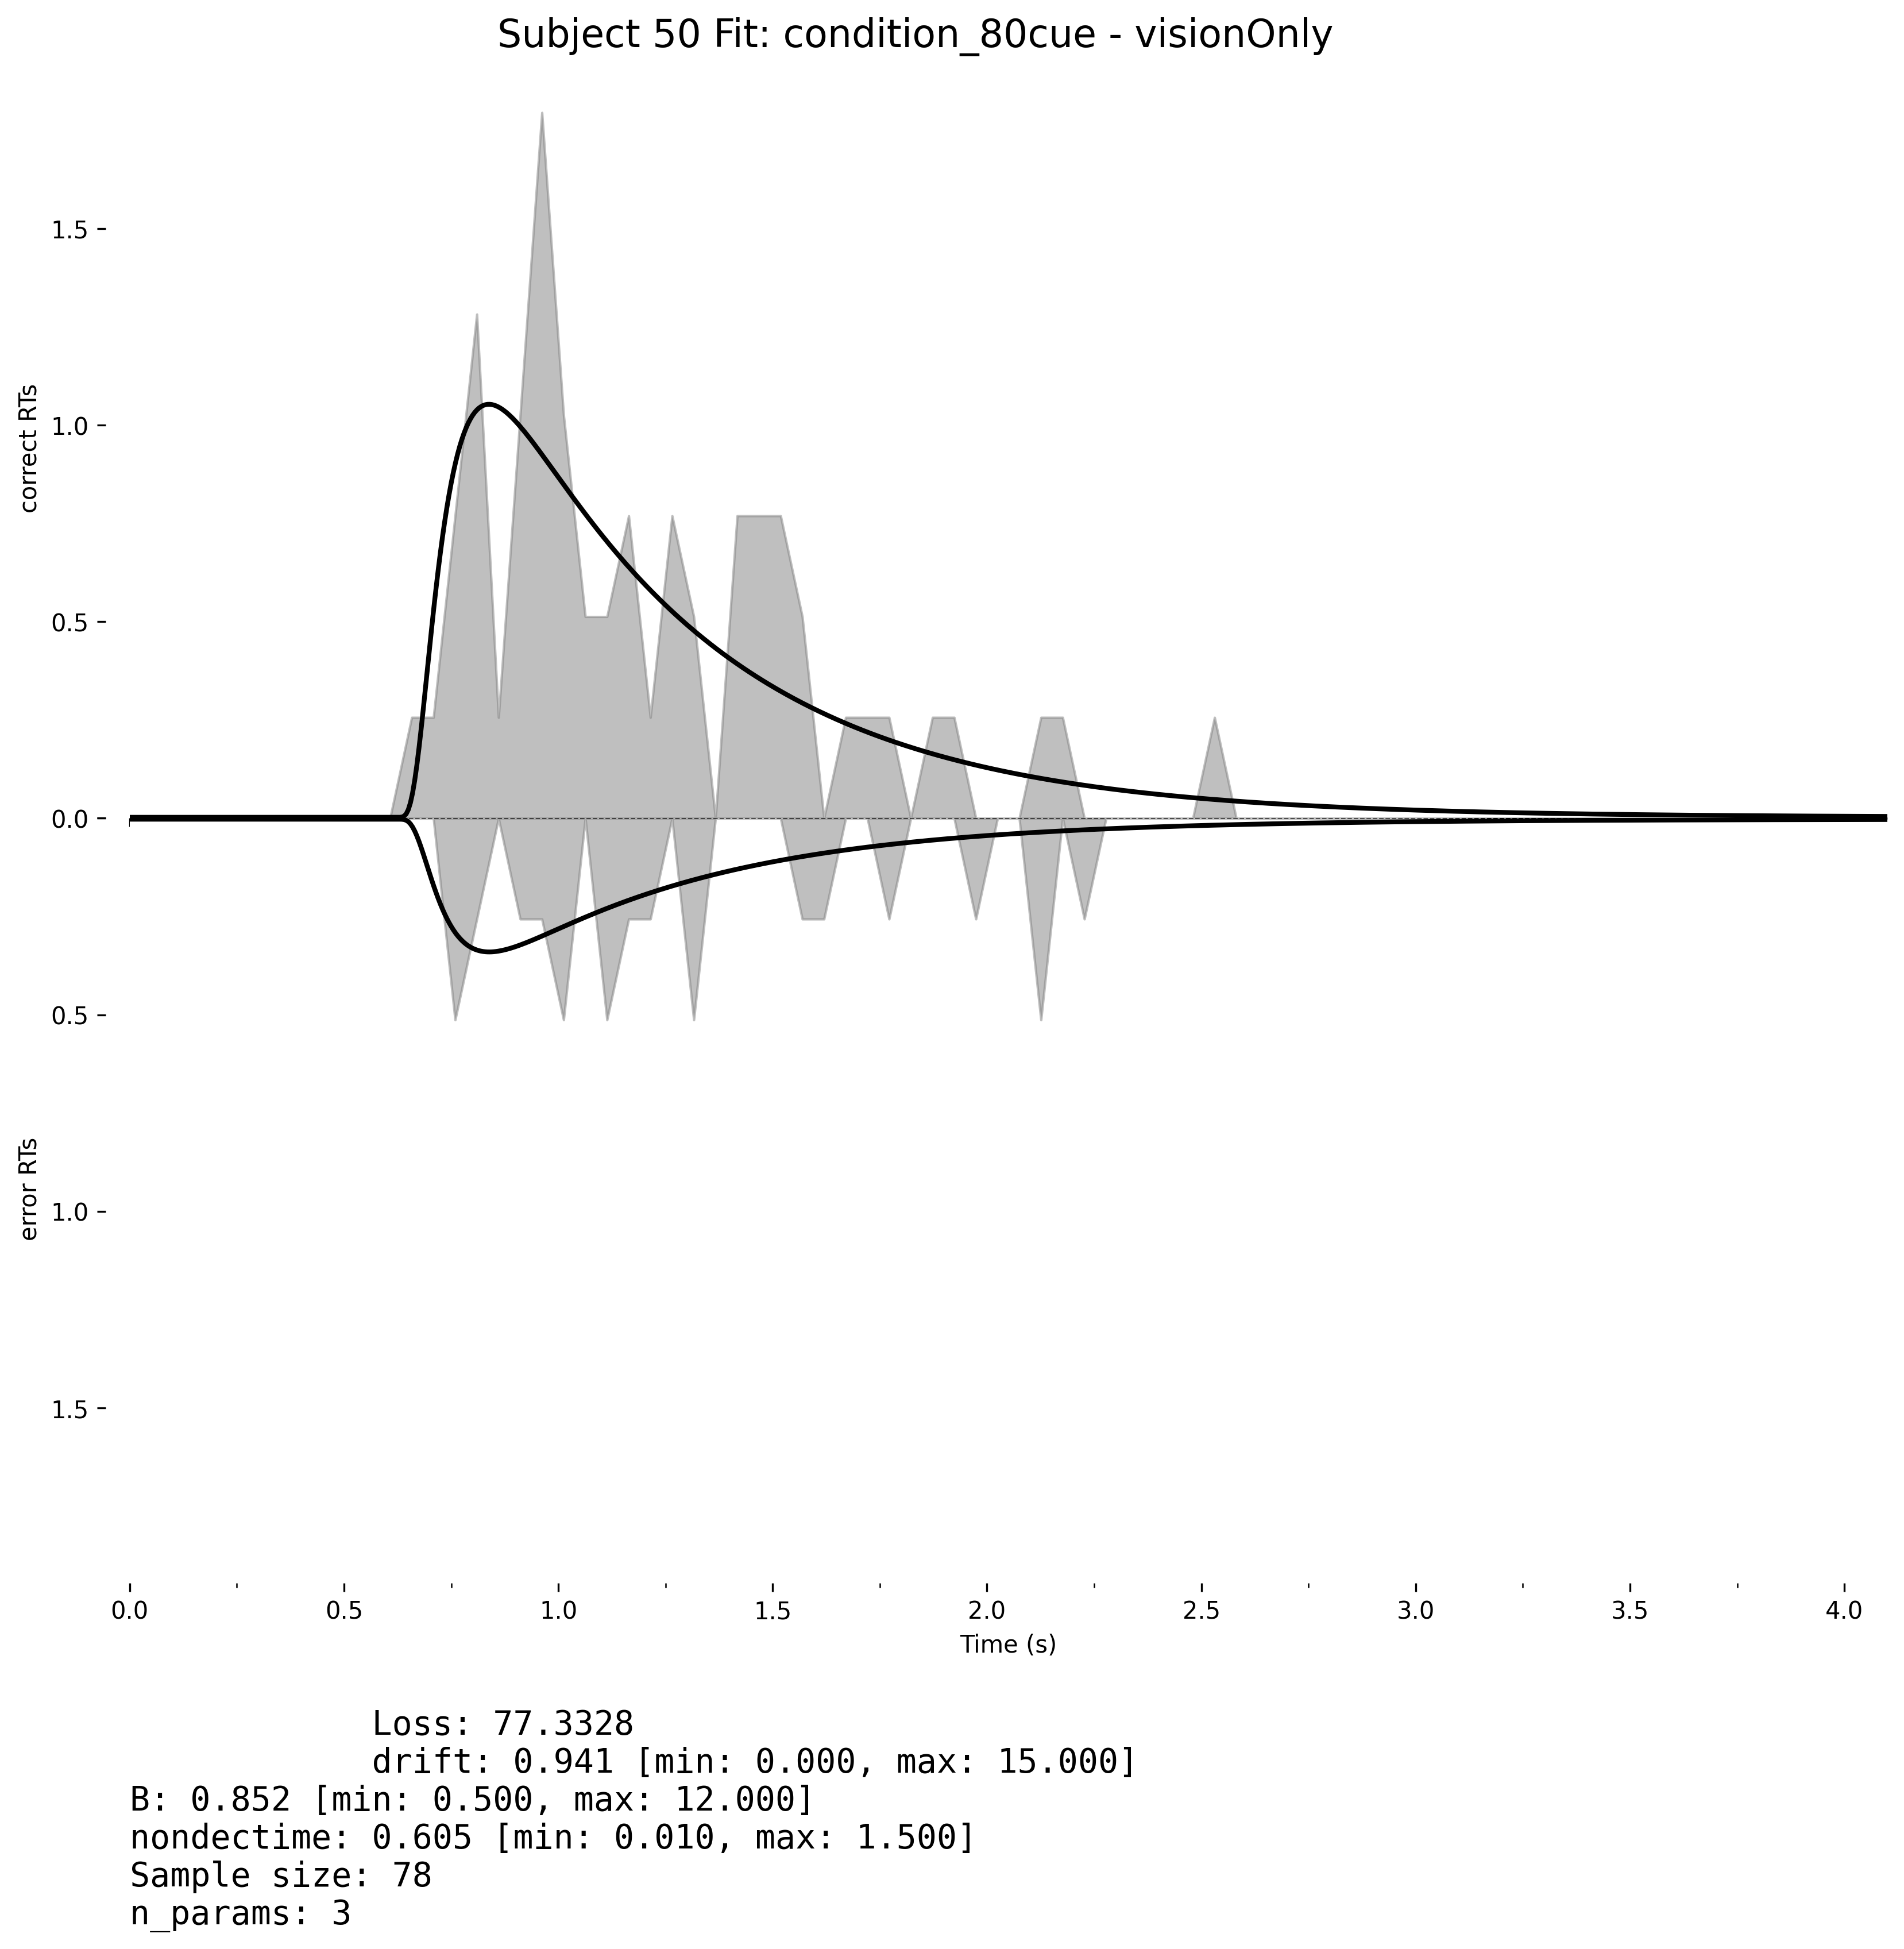 Subject 50 Fit: condition_80cue - visionOnly
correct RTs
1.5
1.0
0.5
0.0
0.5
error RTs
1.0
1.5
0.0 0.5 1.0 1.5 2.0 2.5 3.0 3.5 4.0
Time (s)
Loss: 77.3328
drift: 0.941 [min: 0.000, max: 15.000]
B: 0.852 [min: 0.500, max: 12.000]
nondectime: 0.605 [min: 0.010, max: 1.500]
Sample size: 78
n_params: 3